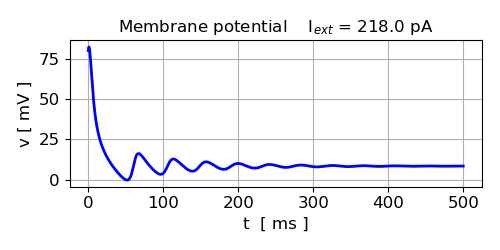 Membrane potential    I_ext = 218.0 pA
v [ mV ]
75
50
25
0
0 100 200 300 400 500
t [ ms ]